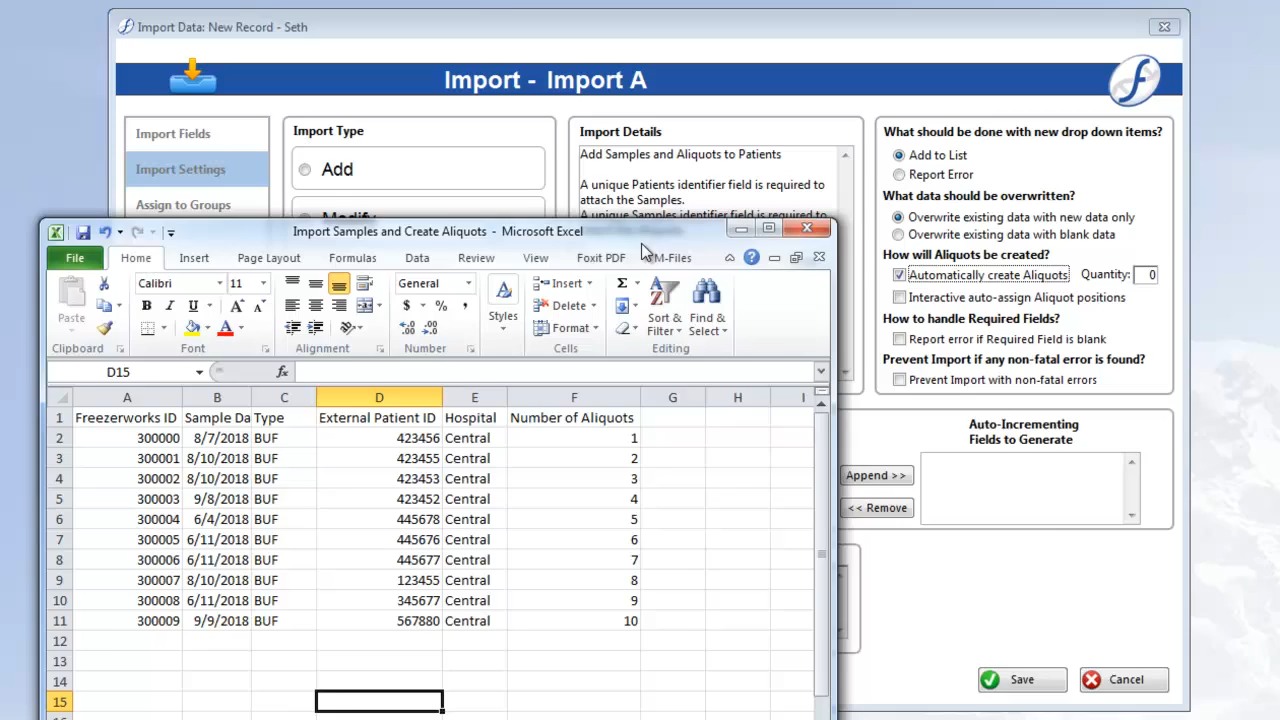 Import Data: New Record - Seth
Import - Import A
Import Fields
Import Settings
Assign to Groups
Import Type
Add
Modify
Import Details
Add Samples and Aliquots to Patients
A unique Patients identifier field is required to
attach the Samples.
A unique Samples identifier field is required to
What should be done with new drop down items?
Add to List
Report Error
What data should be overwritten?
Overwrite existing data with new data only
Overwrite existing data with blank data
How will Aliquots be created?
Automatically create Aliquots Quantity: 0
Interactive auto-assign Aliquot positions
How to handle Required Fields?
Report error if Required Field is blank
Prevent Import if any non-fatal error is found?
Prevent Import with non-fatal errors
Auto-Incrementing
Fields to Generate
Append >>
<< Remove
Save Cancel
Import Samples and Create Aliquots - Microsoft Excel
File Home Insert Page Layout Formulas Data Review View Foxit PDF M-Files
Paste
Clipboard
Calibri 11
B I U
Font
Alignment
General
$ % ,
Number
Styles
Insert
Delete
Format
Cells
Sort & Filter
Find & Select
Editing
D15 fx
A B C D E F G H I
1 Freezerworks ID Sample Da Type External Patient ID Hospital Number of Aliquots
2 300000 8/7/2018 BUF 423456 Central 1
3 300001 8/10/2018 BUF 423455 Central 2
4 300002 8/10/2018 BUF 423453 Central 3
5 300003 9/8/2018 BUF 423452 Central 4
6 300004 6/4/2018 BUF 445678 Central 5
7 300005 6/11/2018 BUF 445676 Central 6
8 300006 6/11/2018 BUF 445677 Central 7
9 300007 8/10/2018 BUF 123455 Central 8
10 300008 6/11/2018 BUF 345677 Central 9
11 300009 9/9/2018 BUF 567880 Central 10
12
13
14
15